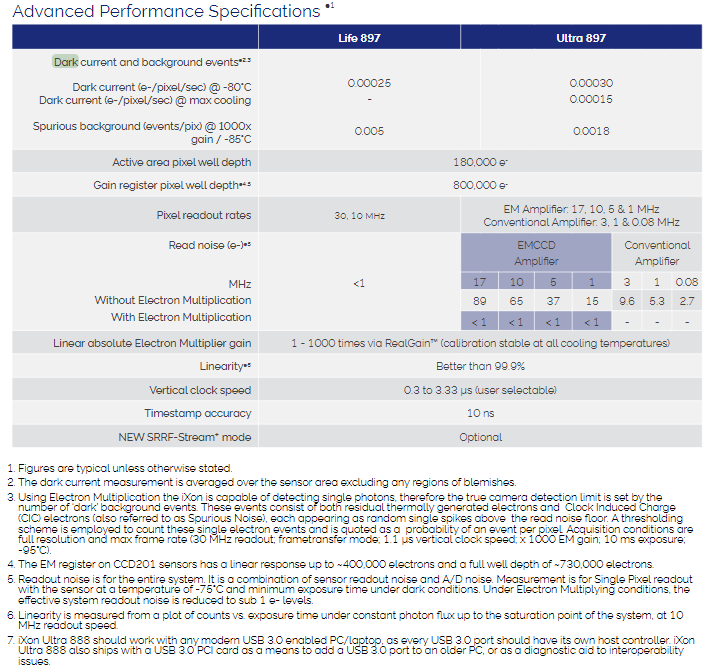 Advanced Performance Specifications •¹
Life 897 Ultra 897
Dark current and background events•2,3
Dark current (e-/pixel/sec) @ -80°C 0.00025 0.00030
Dark current (e-/pixel/sec) @ max cooling - 0.00015
Spurious background (events/pix) @ 1000x gain / -85°C 0.005 0.0018
Active area pixel well depth 180,000 e-
Gain register pixel well depth•4,5 800,000 e-
Pixel readout rates 30, 10 MHz EM Amplifier: 17, 10, 5 & 1 MHz
Conventional Amplifier: 3, 1 & 0.08 MHz
Read noise (e-)•5 EMCCD Amplifier Conventional Amplifier
MHz <1 17 10 5 1 3 1 0.08
Without Electron Multiplication 89 65 37 15 9.6 5.3 2.7
With Electron Multiplication < 1 < 1 < 1 < 1 - - -
Linear absolute Electron Multiplier gain 1 - 1000 times via RealGain™ (calibration stable at all cooling temperatures)
Linearity•6 Better than 99.9%
Vertical clock speed 0.3 to 3.33 µs (user selectable)
Timestamp accuracy 10 ns
NEW SRRF-Stream⁺ mode Optional
1. Figures are typical unless otherwise stated.
2. The dark current measurement is averaged over the sensor area excluding any regions of blemishes.
3. Using Electron Multiplication the iXon is capable of detecting single photons, therefore the true camera detection limit is set by the
number of 'dark' background events. These events consist of both residual thermally generated electrons and Clock Induced Charge
(CIC) electrons (also referred to as Spurious Noise), each appearing as random single spikes above the read noise floor. A thresholding
scheme is employed to count these single electron events and is quoted as a probability of an event per pixel. Acquisition conditions are
full resolution and max frame rate (30 MHz readout; frametransfer mode; 1.1 µs vertical clock speed; x 1000 EM gain; 10 ms exposure;
-95°C).
4. The EM register on CCD201 sensors has a linear response up to ~400,000 electrons and a full well depth of ~730,000 electrons.
5. Readout noise is for the entire system. It is a combination of sensor readout noise and A/D noise. Measurement is for Single Pixel readout
with the sensor at a temperature of -75°C and minimum exposure time under dark conditions. Under Electron Multiplying conditions, the
effective system readout noise is reduced to sub 1 e- levels.
6. Linearity is measured from a plot of counts vs. exposure time under constant photon flux up to the saturation point of the system, at 10
MHz readout speed.
7. iXon Ultra 888 should work with any modern USB 3.0 enabled PC/laptop, as every USB 3.0 port should have its own host controller. iXon
Ultra 888 also ships with a USB 3.0 PCI card as a means to add a USB 3.0 port to an older PC, or as a diagnostic aid to interoperability
issues.